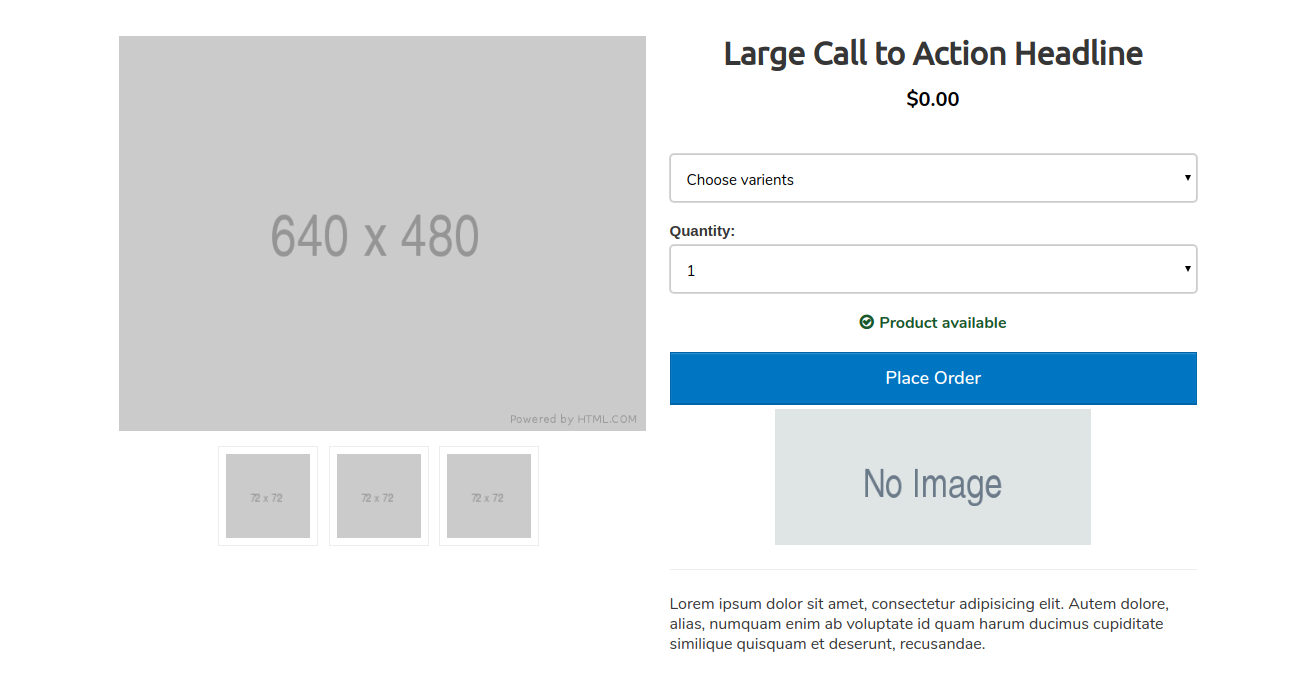 640 x 480
Powered by HTML.COM
72 x 72
72 x 72
72 x 72
Large Call to Action Headline
$0.00
Choose varients
Quantity:
1
Product available
Place Order
No Image
Lorem ipsum dolor sit amet, consectetur adipisicing elit. Autem dolore,
alias, numquam enim ab voluptate id quam harum ducimus cupiditate
similique quisquam et deserunt, recusandae.